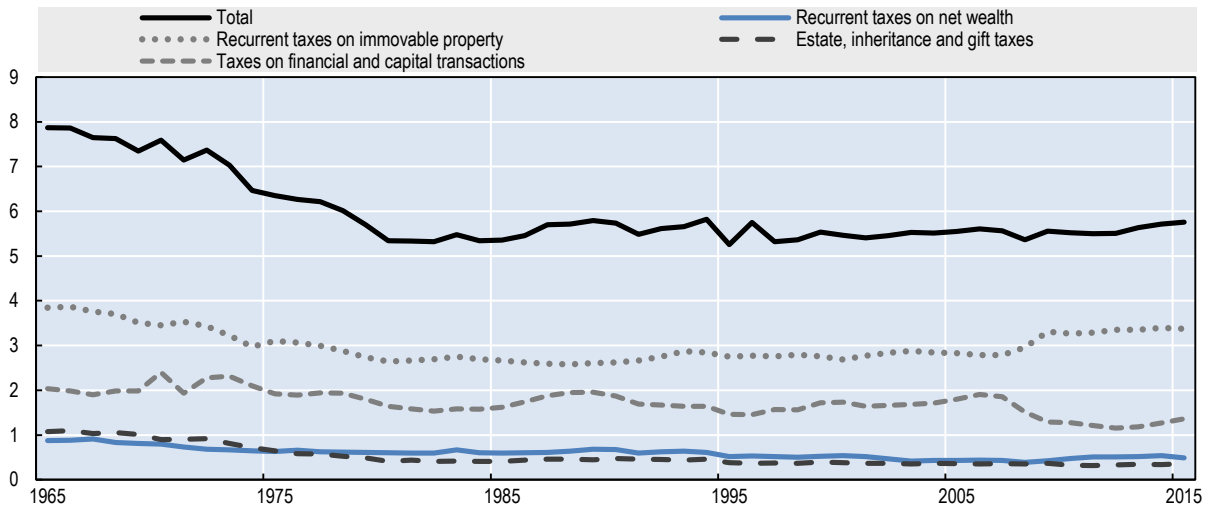 Total
Recurrent taxes on net wealth
Recurrent taxes on immovable property
Estate, inheritance and gift taxes
Taxes on financial and capital transactions
9
8
7
6
5
4
3
2
1
0
1965 1975 1985 1995 2005 2015